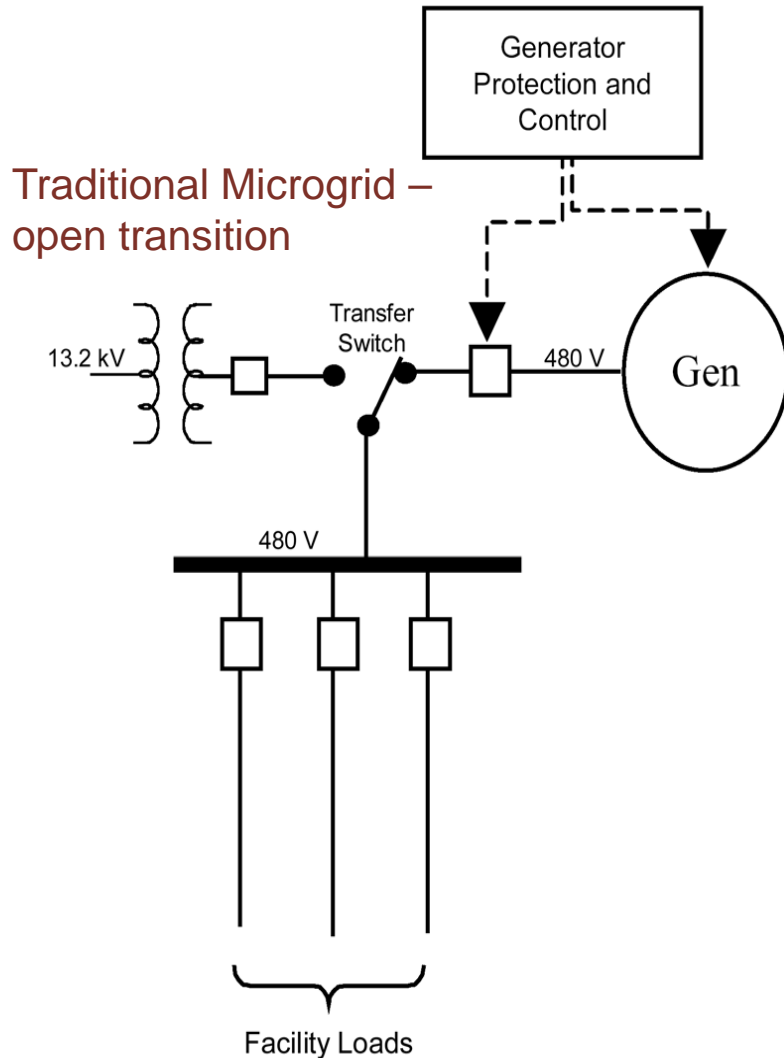 Generator
Protection and
Control
Traditional Microgrid –
open transition
Transfer
Switch
13.2 kV
480 V
Gen
480 V
Facility Loads